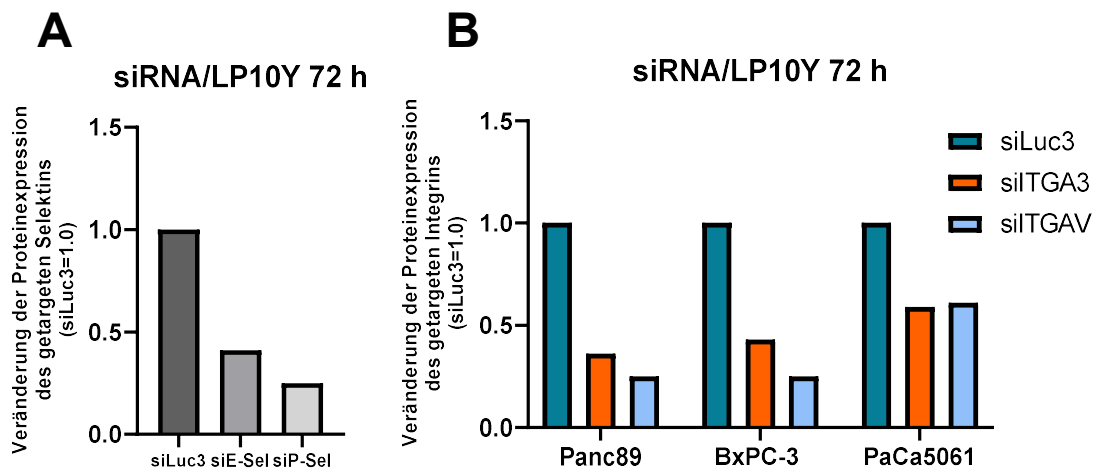 A
siRNA/LP10Y 72 h
Veränderung der Proteinexpression
des getargeten Selektins
(siLuc3=1.0)
1.5
1.0
0.5
0.0
siLuc3 siE-Sel siP-Sel
B
siRNA/LP10Y 72 h
Veränderung der Proteinexpression
des getargeten Integrins
(siLuc3=1.0)
1.5
1.0
0.5
0.0
Panc89 BxPC-3 PaCa5061
siLuc3
siITGA3
siITGAV